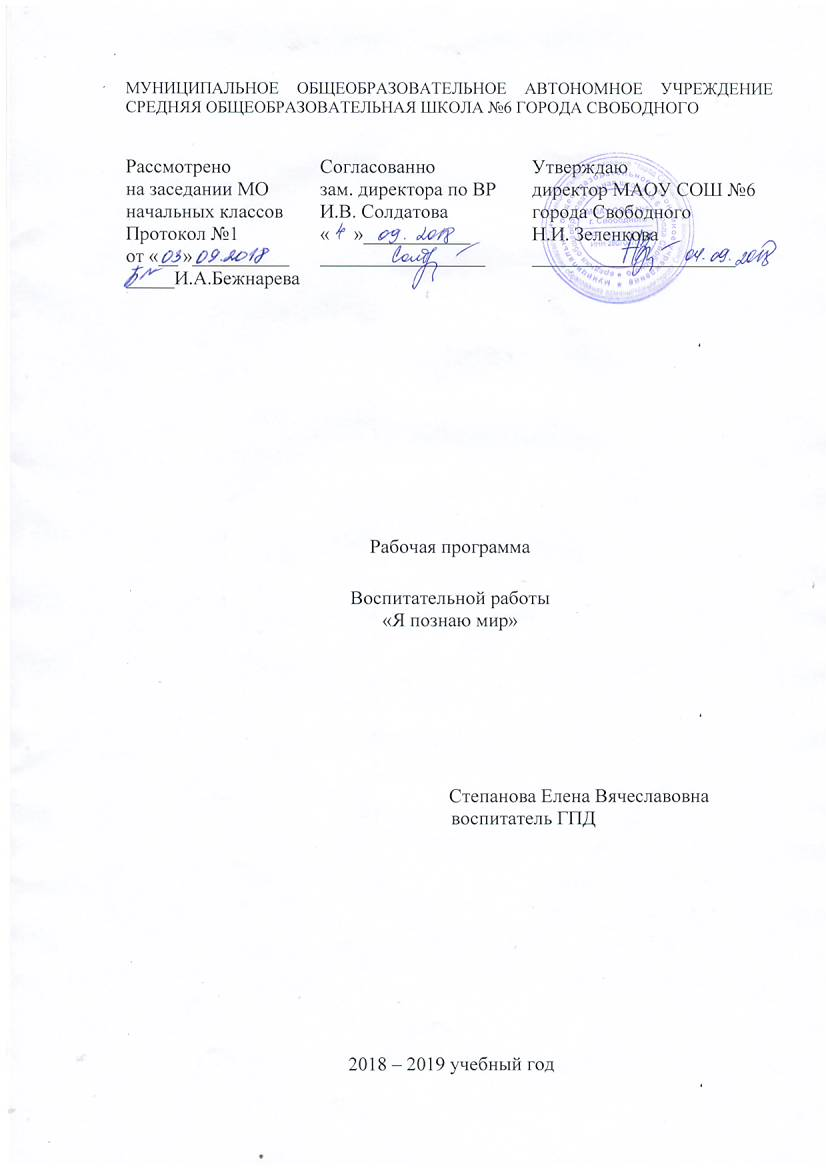 МУНИЦИПАЛЬНОЕ ОБЩЕОБРАЗОВАТЕЛЬНОЕ АВТОНОМНОЕ УЧРЕЖДЕНИЕ
СРЕДНЯЯ ОБЩЕОБРАЗОВАТЕЛЬНАЯ ШКОЛА №6 ГОРОДА СВОБОДНОГО
Рассмотрено
на заседании МО
начальных классов
Протокол №1
от «03» 09.2018
И.А.Бежнарева
Согласованно
зам. директора по ВР
И.В. Солдатова
« 4 » 09. 2018
Утверждаю
директор МАОУ СОШ №6
города Свободного
Н.И. Зеленкова
04.09.2018
Рабочая программа
Воспитательной работы
«Я познаю мир»
Степанова Елена Вячеславовна
воспитатель ГПД
2018 – 2019 учебный год